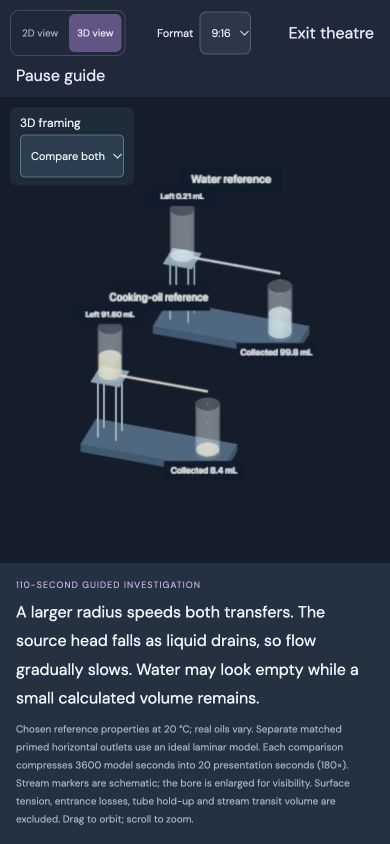 2D view
3D view
Format
9:16
Exit theatre
Pause guide
3D framing
Compare both
Water reference
Left 0.21 mL
Cooking-oil reference
Left 91.60 mL
Collected 99.8 mL
Collected 8.4 mL
110-SECOND GUIDED INVESTIGATION
A larger radius speeds both transfers. The
source head falls as liquid drains, so flow
gradually slows. Water may look empty while a
small calculated volume remains.
Chosen reference properties at 20 °C; real oils vary. Separate matched
primed horizontal outlets use an ideal laminar model. Each comparison
compresses 3600 model seconds into 20 presentation seconds (180×).
Stream markers are schematic; the bore is enlarged for visibility. Surface
tension, entrance losses, tube hold-up and stream transit volume are
excluded. Drag to orbit; scroll to zoom.